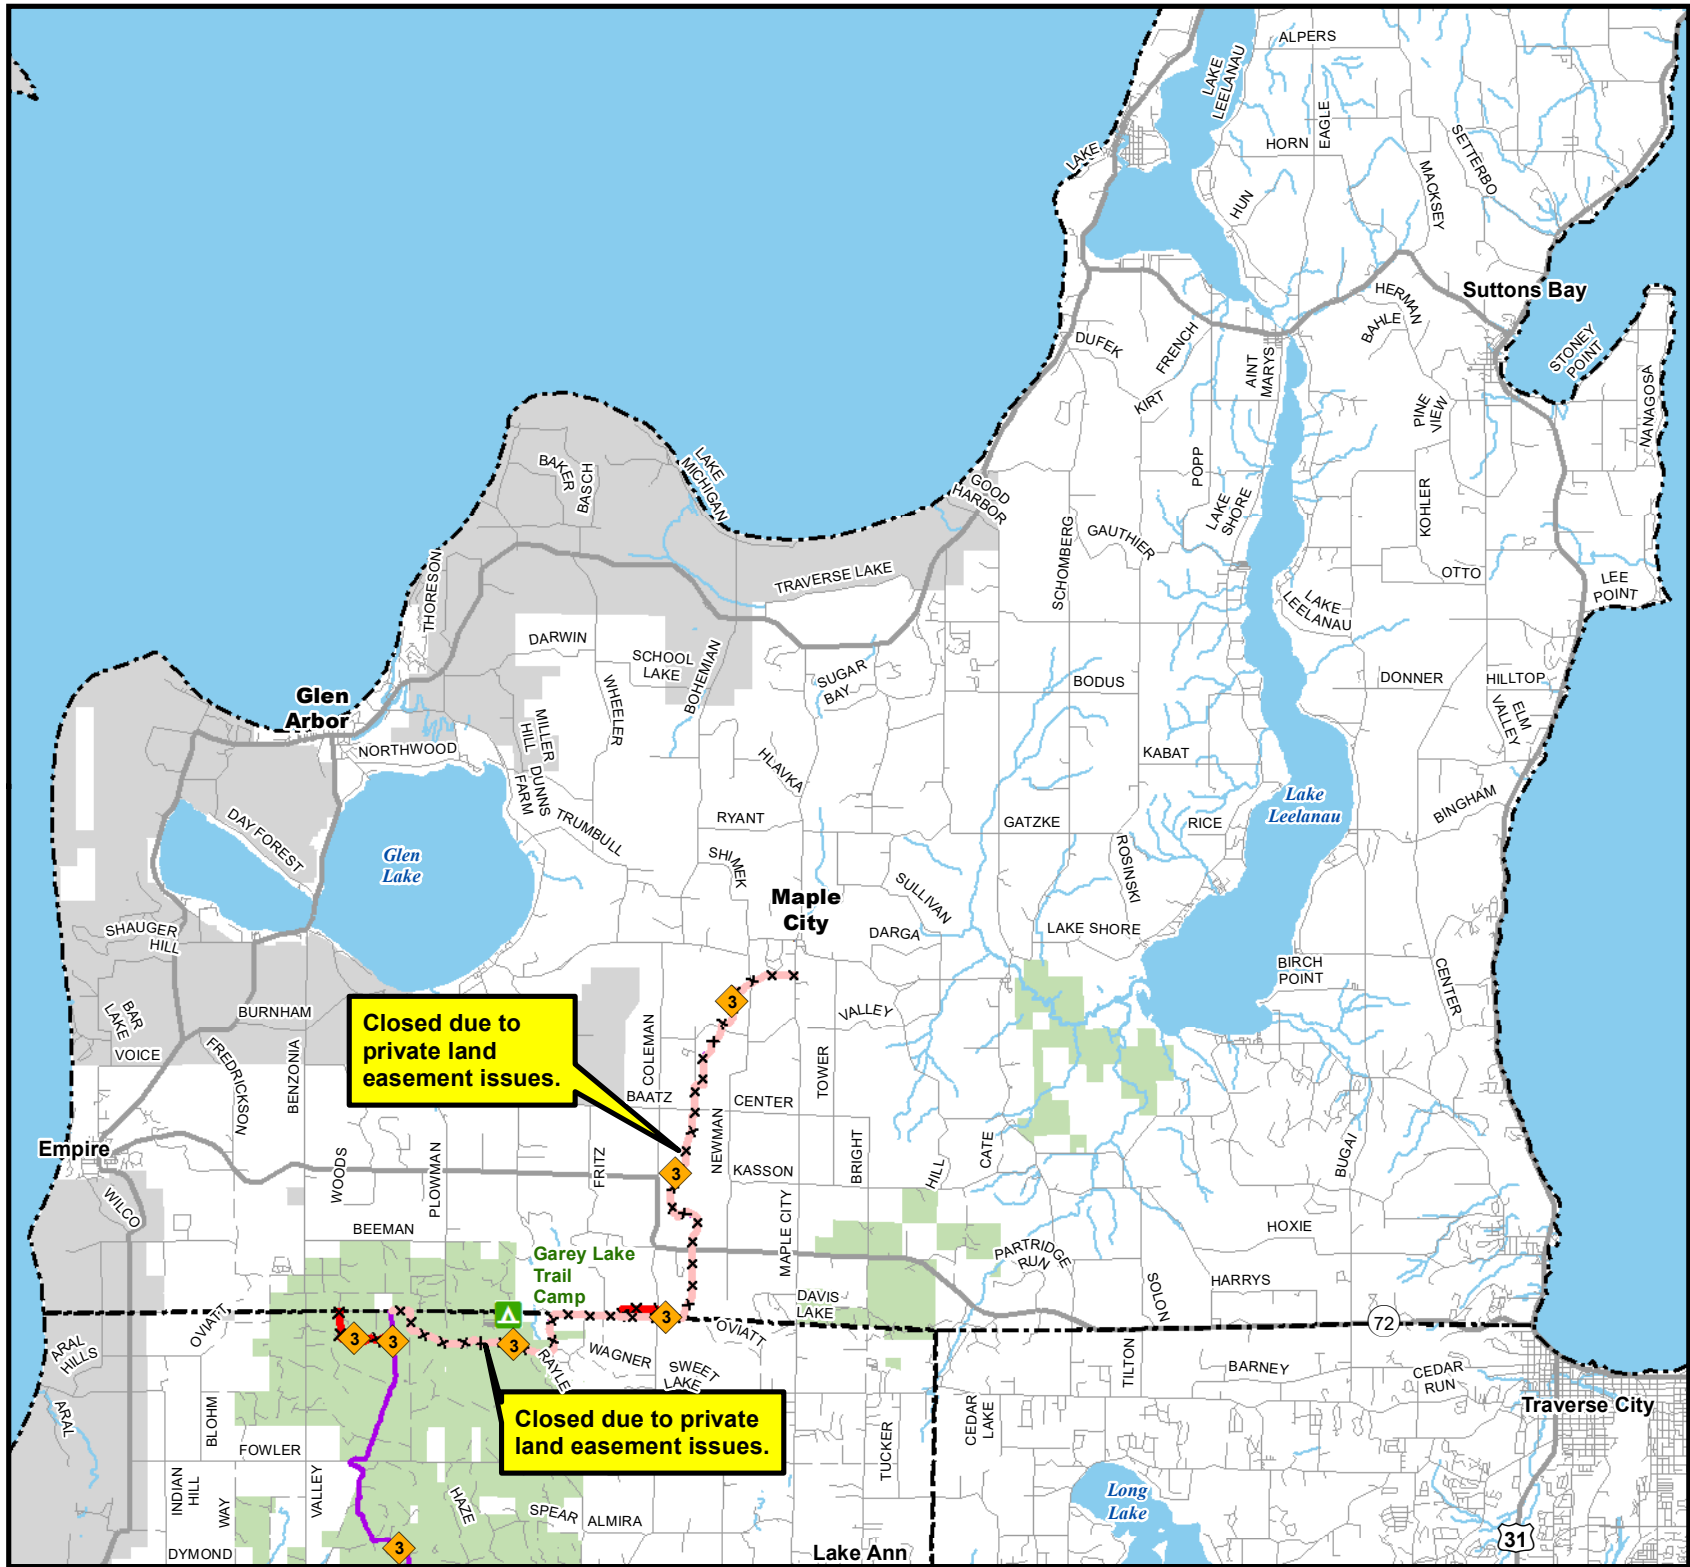 ALPERS
LAKE
LEELANAU
EAGLE
HORN
SETTERBO
LAKE
MACKSEY
HUN
Suttons Bay
HERMAN
BAHLE
STONEY
POINT
DUFEK
FRENCH
AINT
MARYS
KIRT
PINE
VIEW
NANAGOSA
BAKER
BASCH
LAKE
MICHIGAN
GOOD
HARBOR
POPP
LAKE
SHORE
KOHLER
SCHOMBERG
GAUTHIER
OTTO
LEE
POINT
TRAVERSE LAKE
THORESON
LAKE
LEELANAU
DARWIN
SCHOOL
LAKE
BOHEMIAN
SUGAR
BAY
BODUS
DONNER
HILLTOP
ELM
VALLEY
Glen
Arbor
WHEELER
MILLER
HILL
NORTHWOOD
DUNNS
FARM
HLAVKA
KABAT
Lake
Leelanau
BINGHAM
DAY FOREST
TRUMBULL
RYANT
GATZKE
RICE
Glen
Lake
SHIMEK
ROSINSKI
SULLIVAN
Maple
City
SHAUGER
HILL
DARGA
LAKE SHORE
BIRCH
POINT
CENTER
BAR
LAKE
BURNHAM
3
VALLEY
Closed due to
private land
easement issues.
COLEMAN
VOICE
FREDRICKSON
BENZONIA
TOWER
BAATZ
CENTER
Empire
WOODS
PLOWMAN
FRITZ
NEWMAN
KASSON
BRIGHT
HILL
CATE
BUGAI
3
WILCO
BEEMAN
MAPLE CITY
HOXIE
Garey Lake
Trail
Camp
PARTRIDGE
RUN
SOLON
HARRYS
DAVIS
LAKE
72
OVIATT
3
OVIATT
3
3
3
ARAL
HILLS
RAYLE
WAGNER
SWEET
LAKE
TILTON
BARNEY
CEDAR
RUN
Traverse City
ARAL
BLOHM
Closed due to private
land easement issues.
CEDAR
LAKE
FOWLER
TUCKER
INDIAN
HILL
WAY
VALLEY
HAZE
SPEAR
ALMIRA
Long
Lake
31
DYMOND
3
Lake Ann